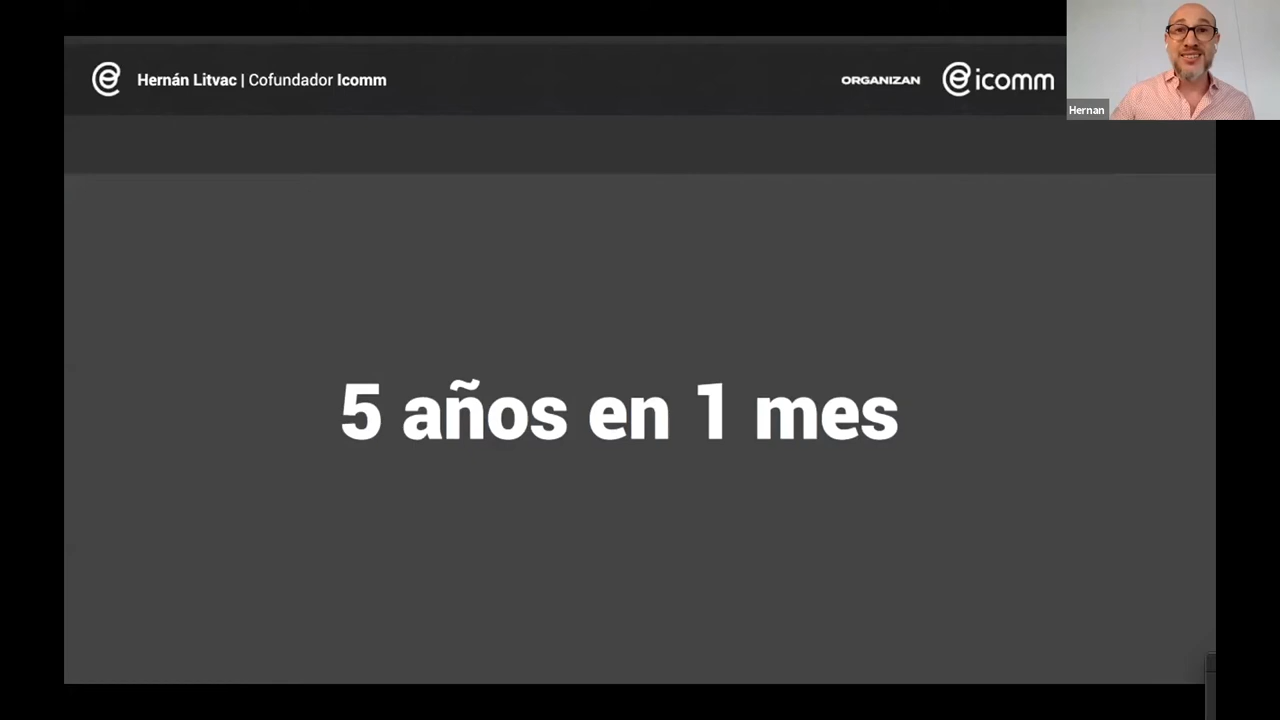 Hernán Litvac | Cofundador Icomm
ORGANIZAN
icomm
Hernan
5 años en 1 mes